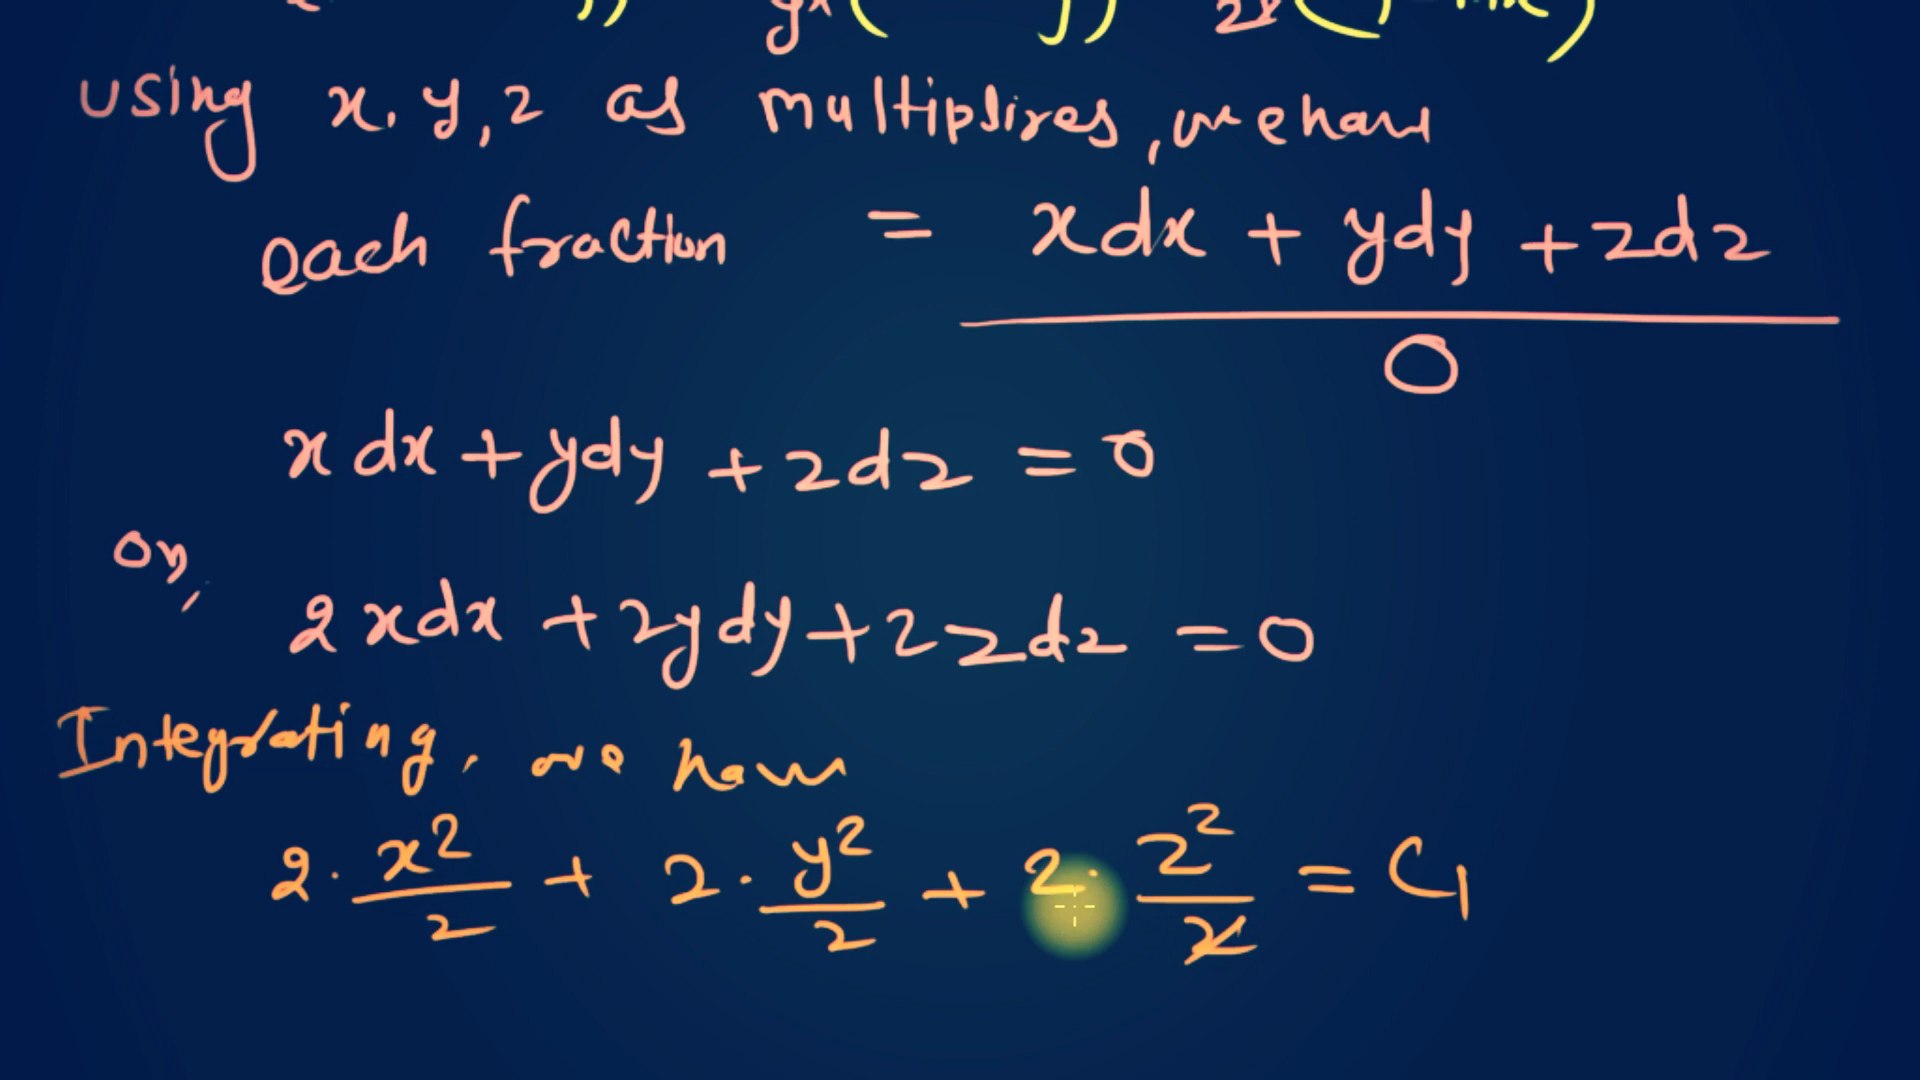 using x, y, z as multiplires, we have
each fraction = xdx + ydy + zdz
0
x dx + ydy + zdz = 0
or,
2xdx + 2ydy + 2zdz = 0
Integrating, we have
2 · x²/2 + 2 · y²/2 + 2 · z²/2 = C₁